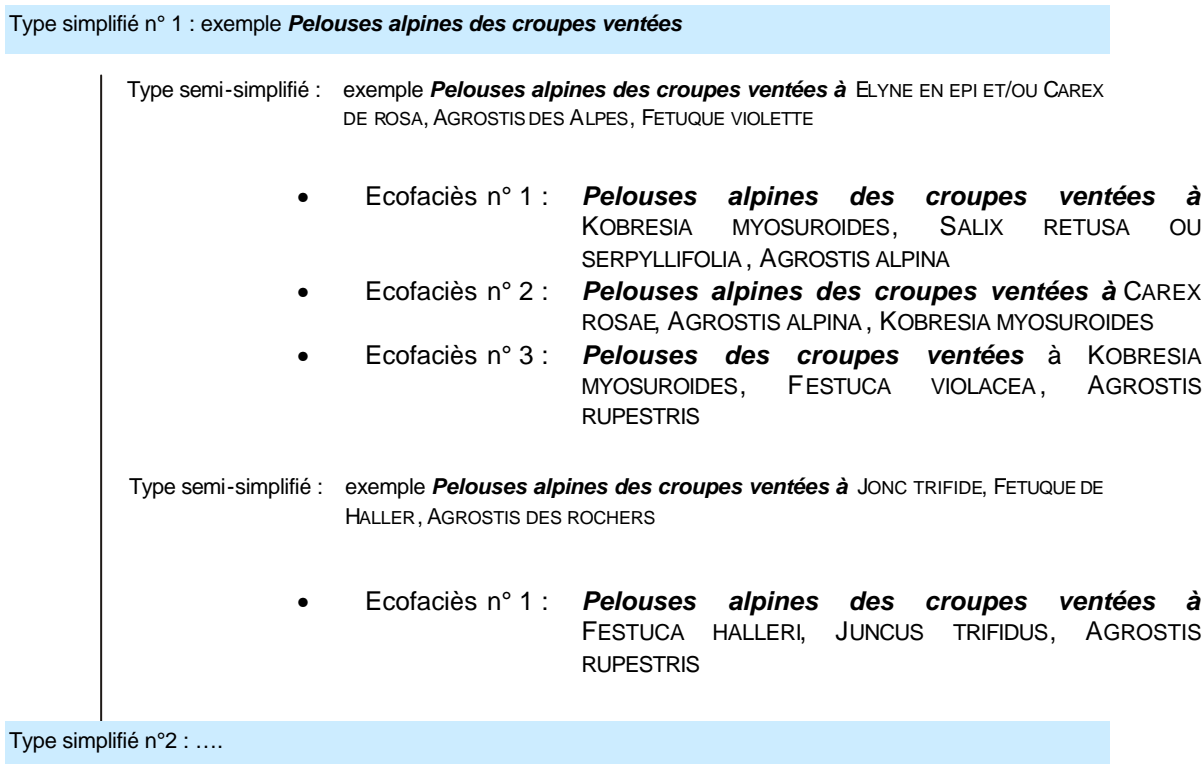 Type simplifié n° 1 : exemple Pelouses alpines des croupes ventées
Type semi-simplifié : exemple Pelouses alpines des croupes ventées à ELYNE EN EPI ET/OU CAREX
DE ROSA, AGROSTIS DES ALPES, FETUQUE VIOLETTE
• Ecofaciès n° 1 : Pelouses alpines des croupes ventées à
KOBRESIA MYOSUROIDES, SALIX RETUSA OU
SERPYLLIFOLIA, AGROSTIS ALPINA
• Ecofaciès n° 2 : Pelouses alpines des croupes ventées à CAREX
ROSAE, AGROSTIS ALPINA, KOBRESIA MYOSUROIDES
• Ecofaciès n° 3 : Pelouses des croupes ventées à KOBRESIA
MYOSUROIDES, FESTUCA VIOLACEA, AGROSTIS
RUPESTRIS
Type semi-simplifié : exemple Pelouses alpines des croupes ventées à JONC TRIFIDE, FETUQUE DE
HALLER, AGROSTIS DES ROCHERS
• Ecofaciès n° 1 : Pelouses alpines des croupes ventées à
FESTUCA HALLERI, JUNCUS TRIFIDUS, AGROSTIS
RUPESTRIS
Type simplifié n°2 : ….